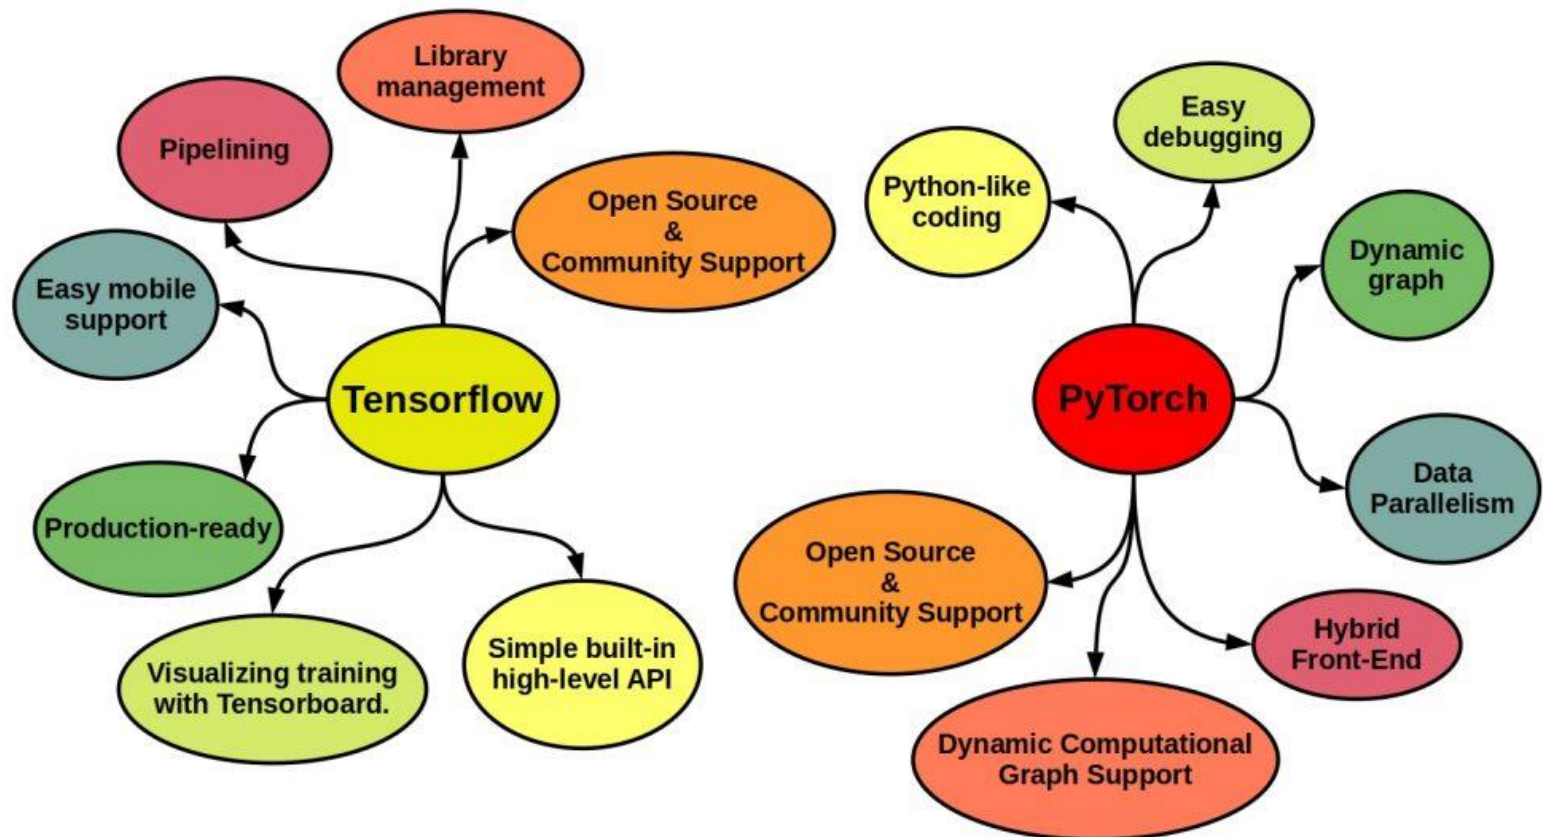 Library
management
Pipelining
Open Source
&
Community Support
Easy mobile
support
Tensorflow
Production-ready
Visualizing training
with Tensorboard.
Simple built-in
high-level API
Easy
debugging
Python-like
coding
Dynamic
graph
PyTorch
Data
Parallelism
Open Source
&
Community Support
Hybrid
Front-End
Dynamic Computational
Graph Support